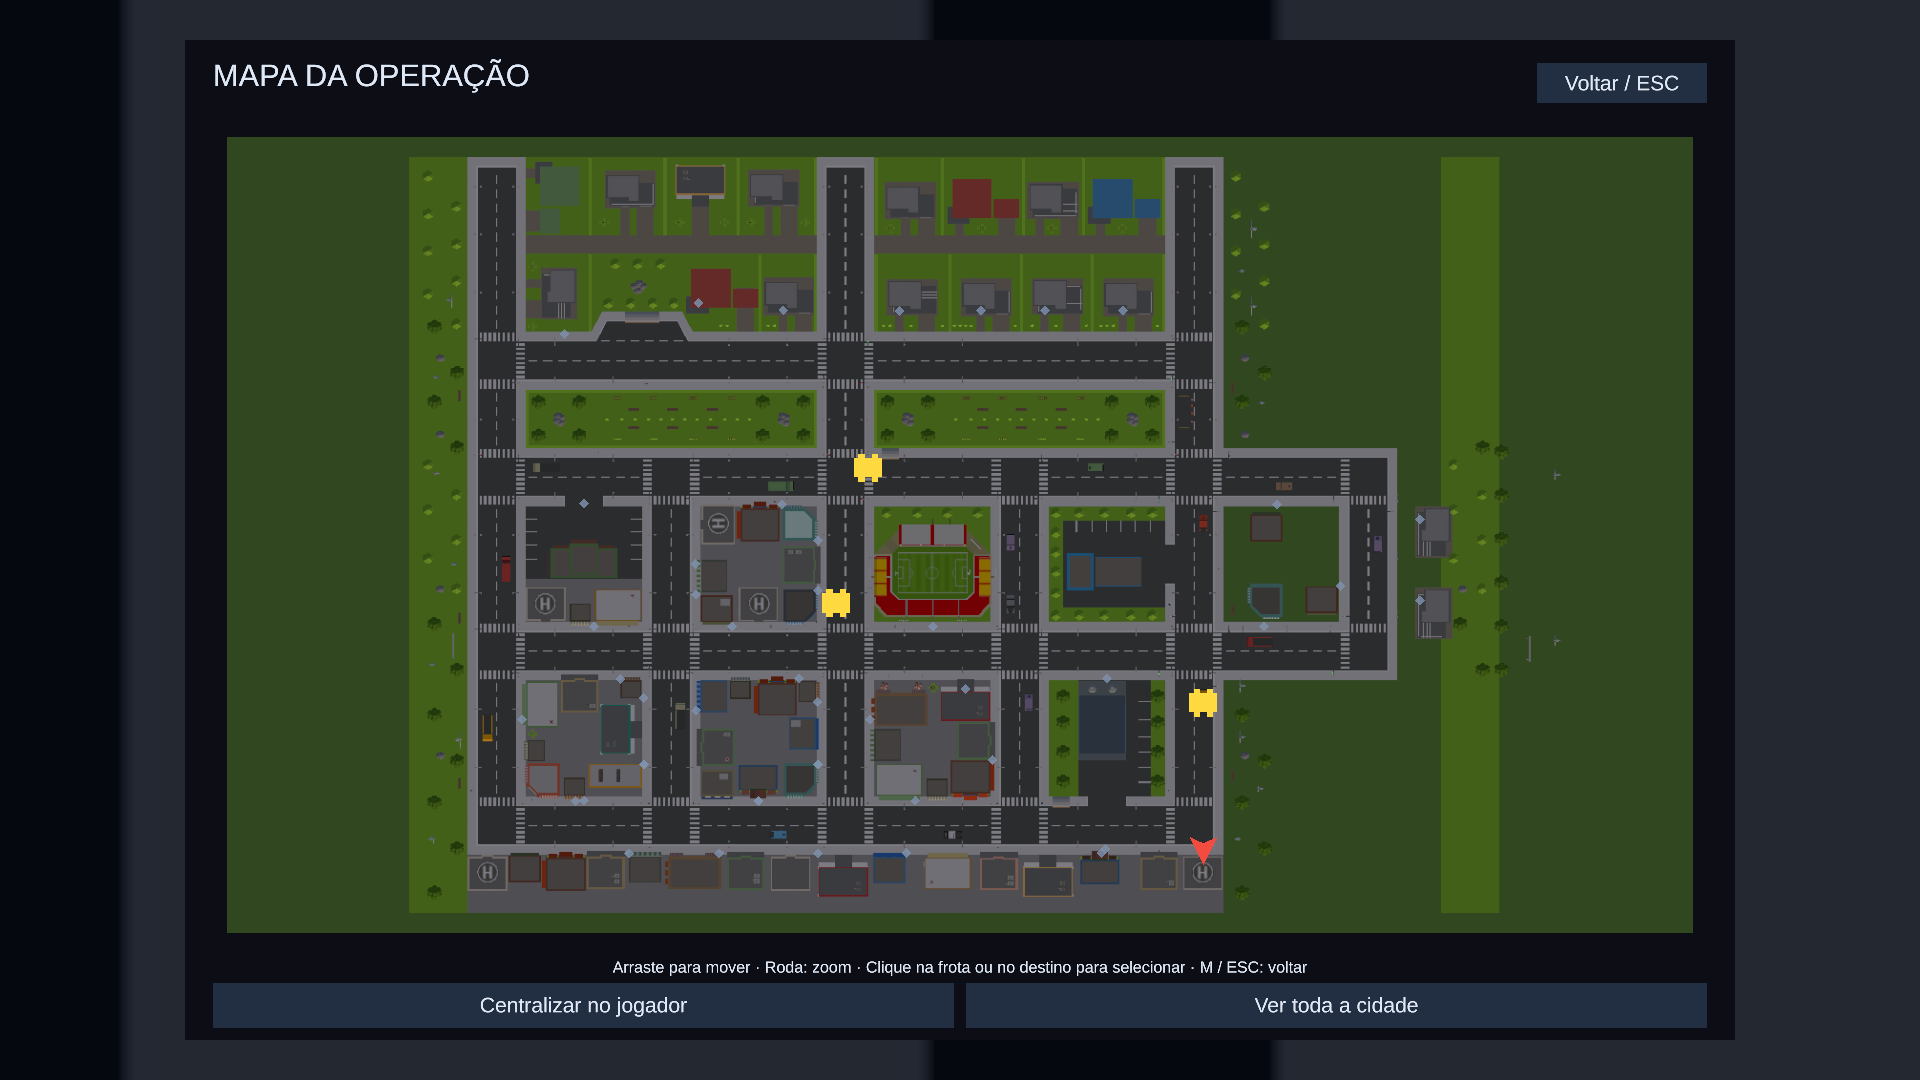 MAPA DA OPERAÇÃO
Voltar / ESC
H
H
H
H
H
Arraste para mover · Roda: zoom · Clique na frota ou no destino para selecionar · M / ESC: voltar
Centralizar no jogador
Ver toda a cidade